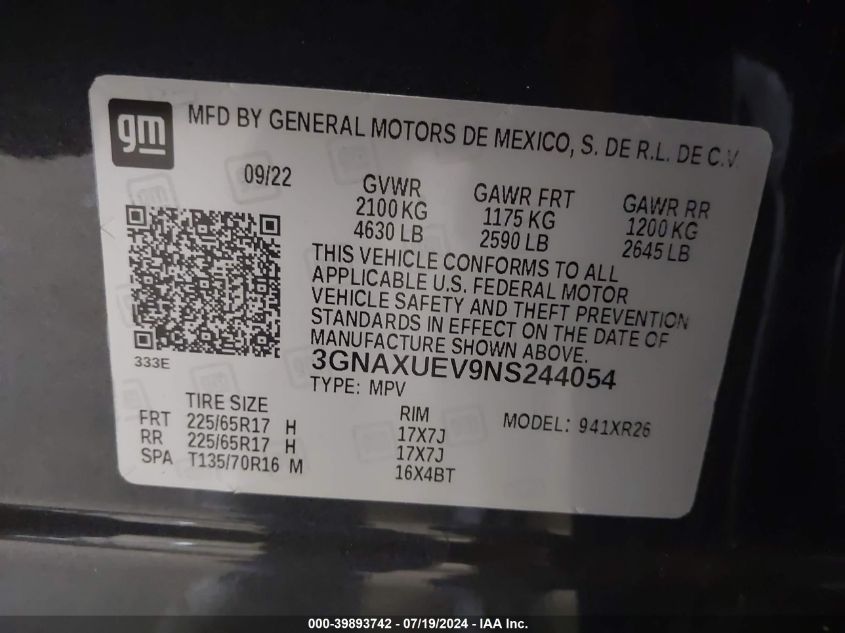 gm
MFD BY GENERAL MOTORS DE MEXICO, S. DE R.L. DE C.V.
09/22
GVWR
2100 KG
4630 LB
GAWR FRT
1175 KG
2590 LB
GAWR RR
1200 KG
2645 LB
THIS VEHICLE CONFORMS TO ALL
APPLICABLE U.S. FEDERAL MOTOR
VEHICLE SAFETY AND THEFT PREVENTION
STANDARDS IN EFFECT ON THE DATE OF
MANUFACTURE SHOWN ABOVE.
333E
3GNAXUEV9NS244054
TYPE: MPV
TIRE SIZE
RIM
MODEL: 941XR26
FRT 225/65R17 H 17X7J
RR 225/65R17 H 17X7J
SPA T135/70R16 M 16X4BT
000-39893742 - 07/19/2024 - IAA Inc.